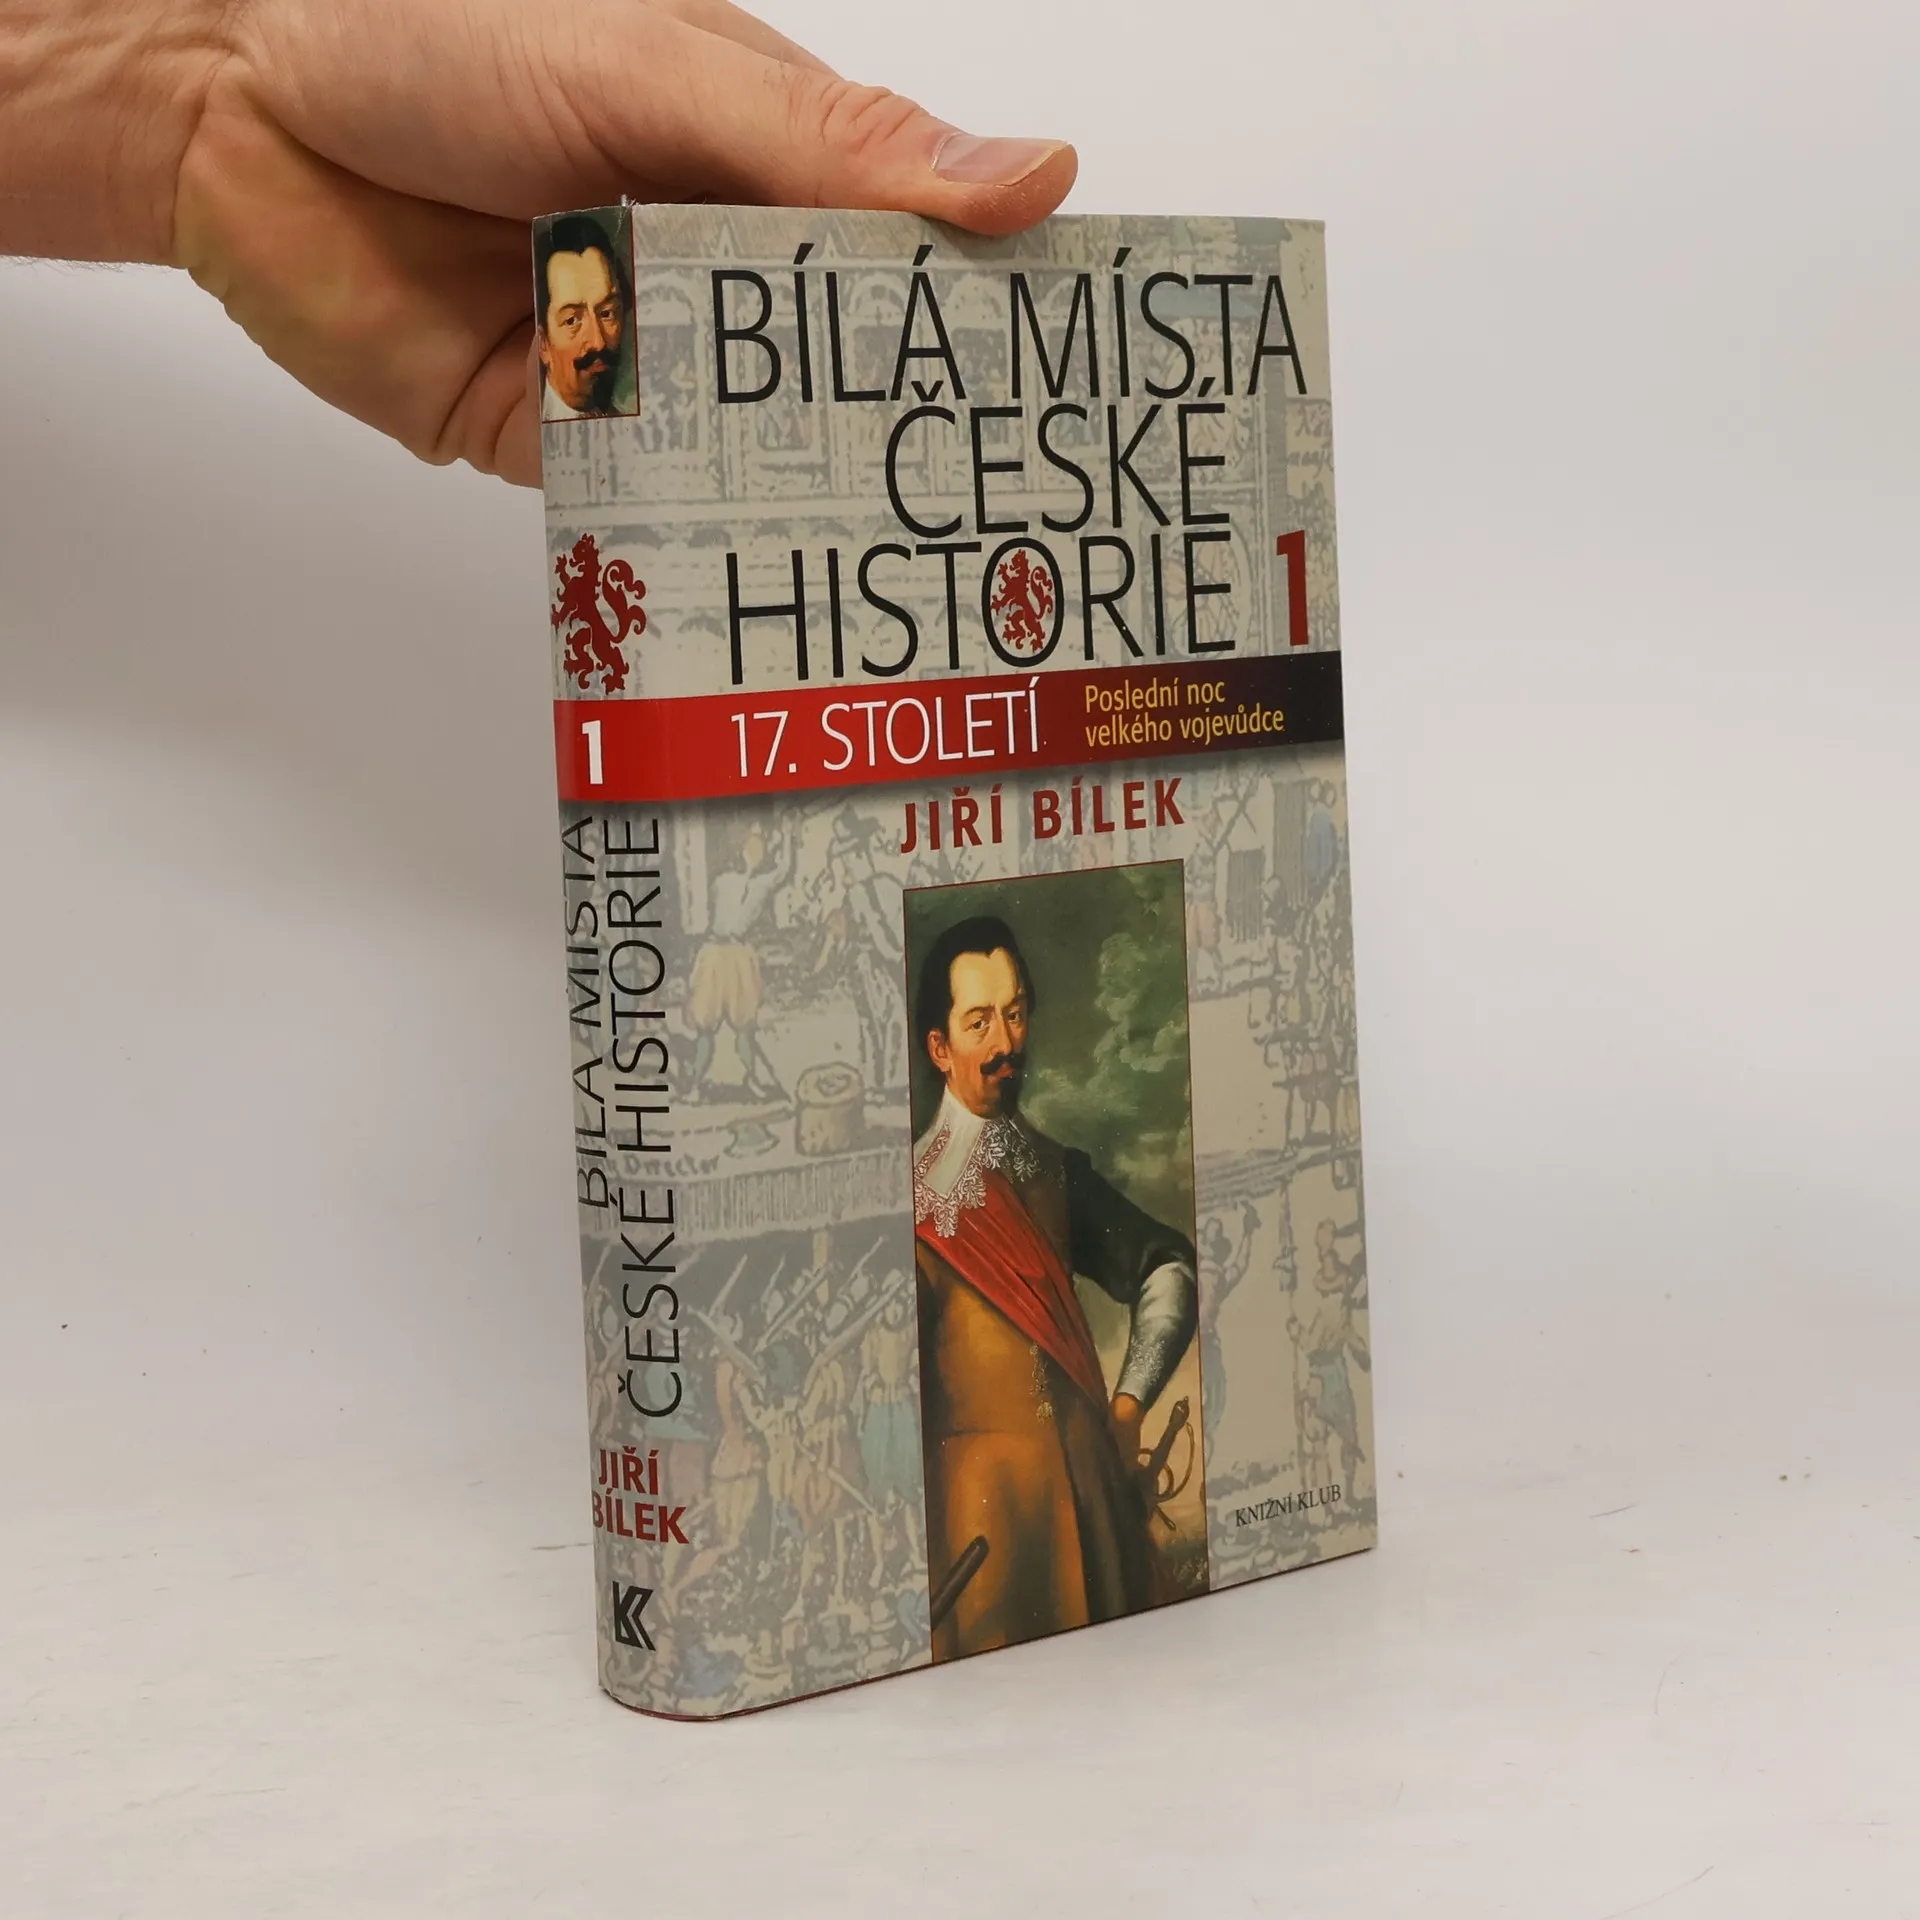 BÍLÁ MÍSTA
ČESKÉ
HISTORIE 1
17. STOLETÍ
Poslední noc
velkého vojevůdce
JIŘÍ BÍLEK
KNIŽNÍ KLUB
1
BÍLÁ MÍSTA
ČESKÉ HISTORIE
JIŘÍ
BÍLEK
Director